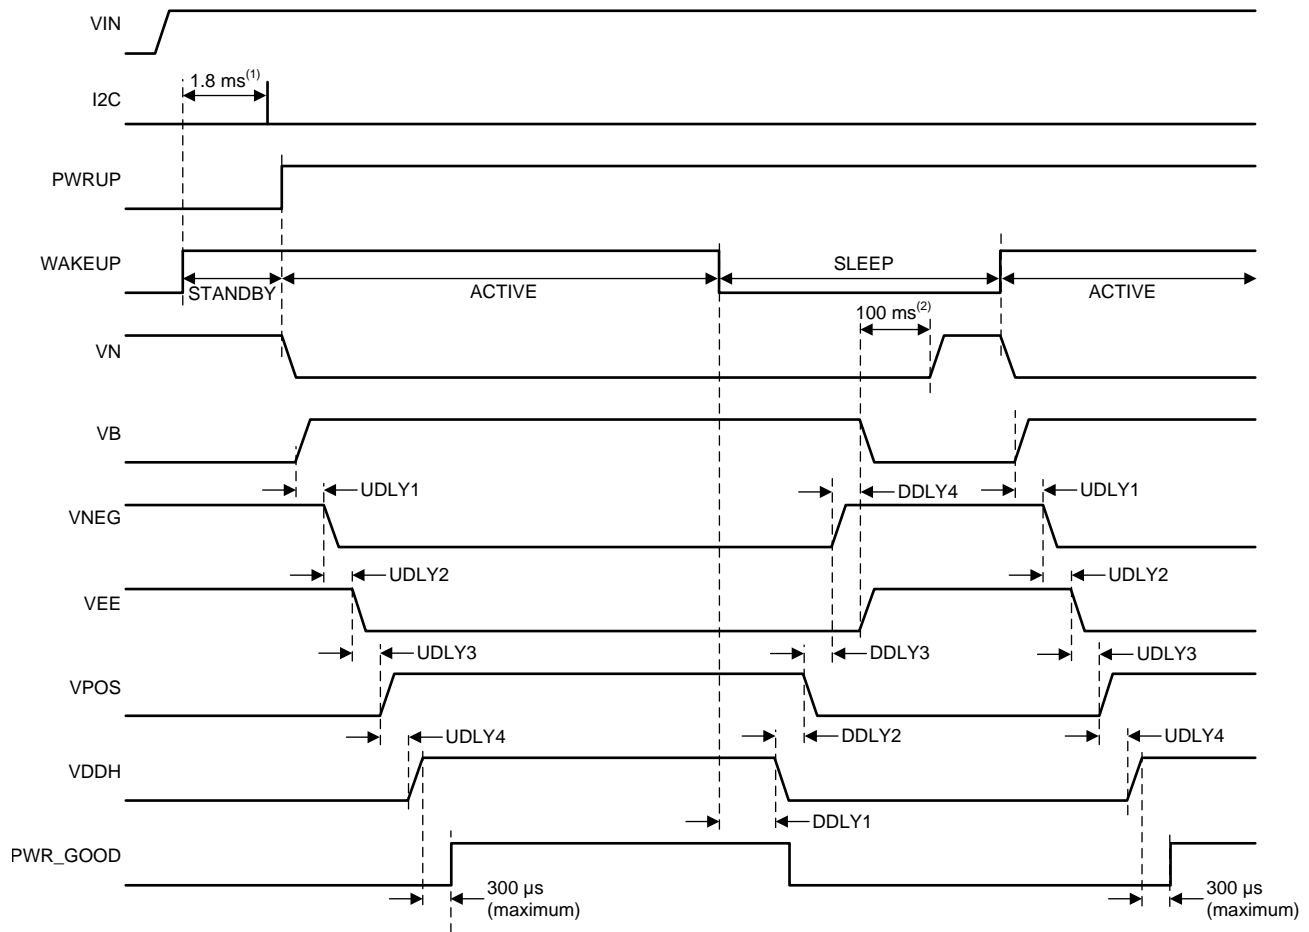 VIN
1.8 ms(1)
I2C
PWRUP
WAKEUP
SLEEP
STANDBY
ACTIVE
ACTIVE
100 ms(2)
VN
VB
UDLY1
DDLY4
UDLY1
VNEG
UDLY2
UDLY2
VEE
UDLY3
DDLY3
UDLY3
VPOS
UDLY4
DDLY2
UDLY4
VDDH
DDLY1
PWR_GOOD
300 µs
(maximum)
300 µs
(maximum)